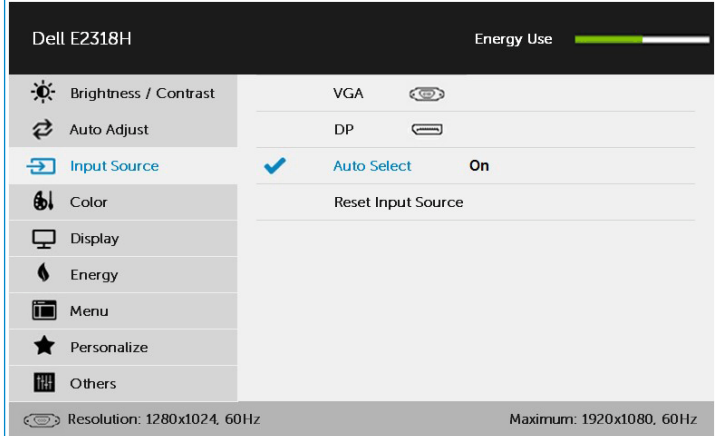 Dell E2318H
Energy Use
Brightness / Contrast
VGA
Auto Adjust
DP
Input Source
Auto Select On
Color
Reset Input Source
Display
Energy
Menu
Personalize
Others
Resolution: 1280x1024, 60Hz
Maximum: 1920x1080, 60Hz